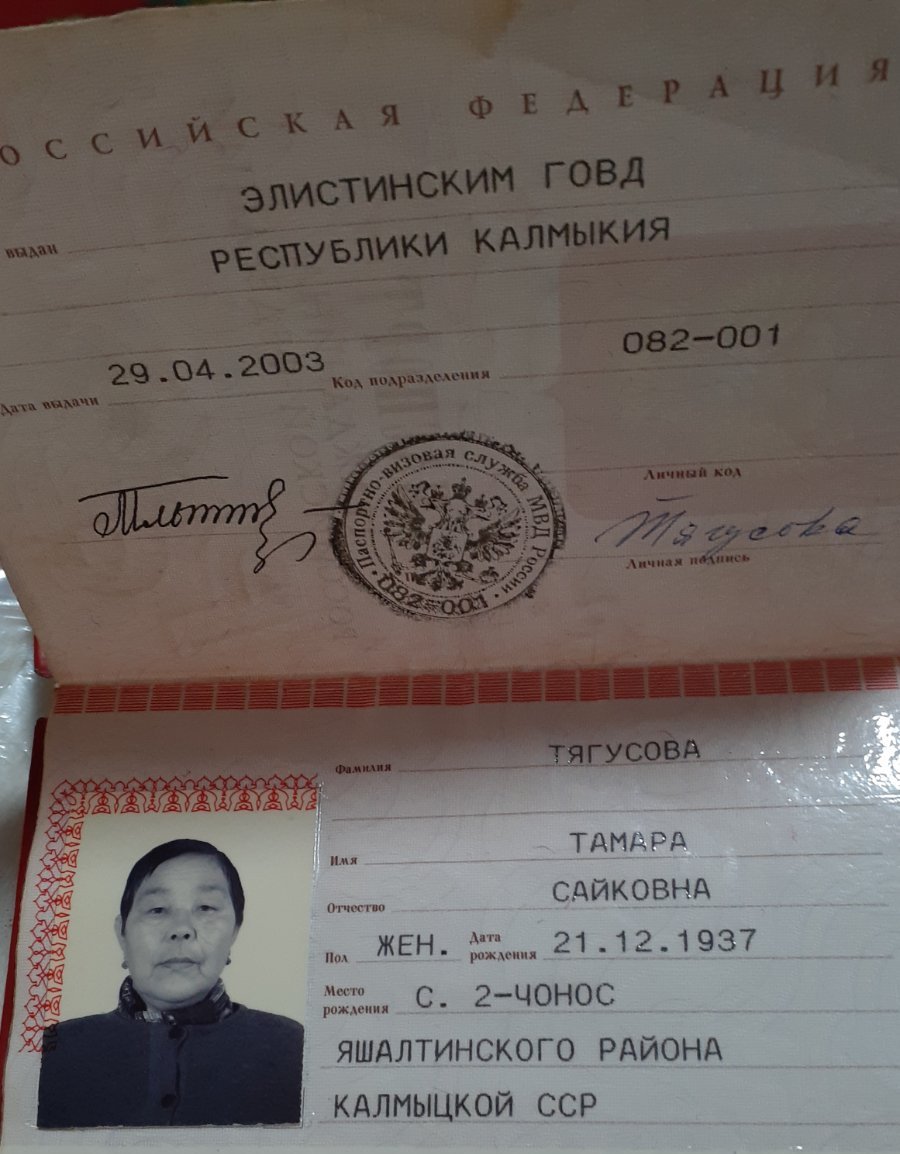 РОССИЙСКАЯ ФЕДЕРАЦИЯ
ЭЛИСТИНСКИМ ГОВД
выдан
РЕСПУБЛИКИ КАЛМЫКИЯ
Дата выдачи 29.04.2003 Код подразделения 082-001
Личный код
Паспортно-визовая служба МВД России
082-001
Тягусова
Личная подпись
Фамилия ТЯГУСОВА
Имя ТАМАРА
Отчество САЙКОВНА
Пол ЖЕН. Дата рождения 21.12.1937
Место рождения С. 2-ЧОНОС
ЯШАЛТИНСКОГО РАЙОНА
КАЛМЫЦКОЙ ССР